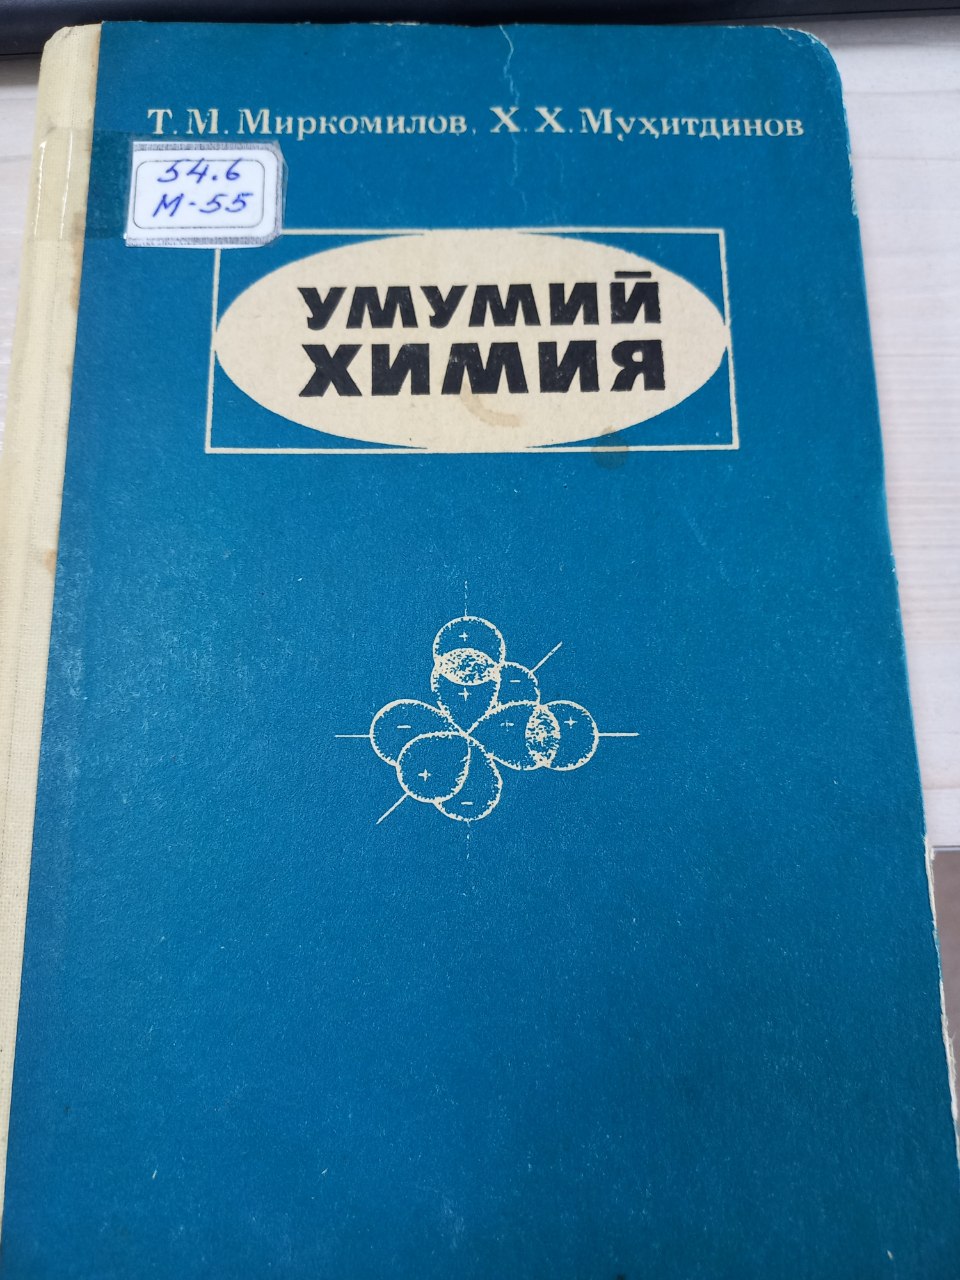 Т. М. Миркомилов, Х. Х. Муҳитдинов
54.6
М-55
УМУМИЙ
ХИМИЯ
+
+
-
-
+
+
+
-